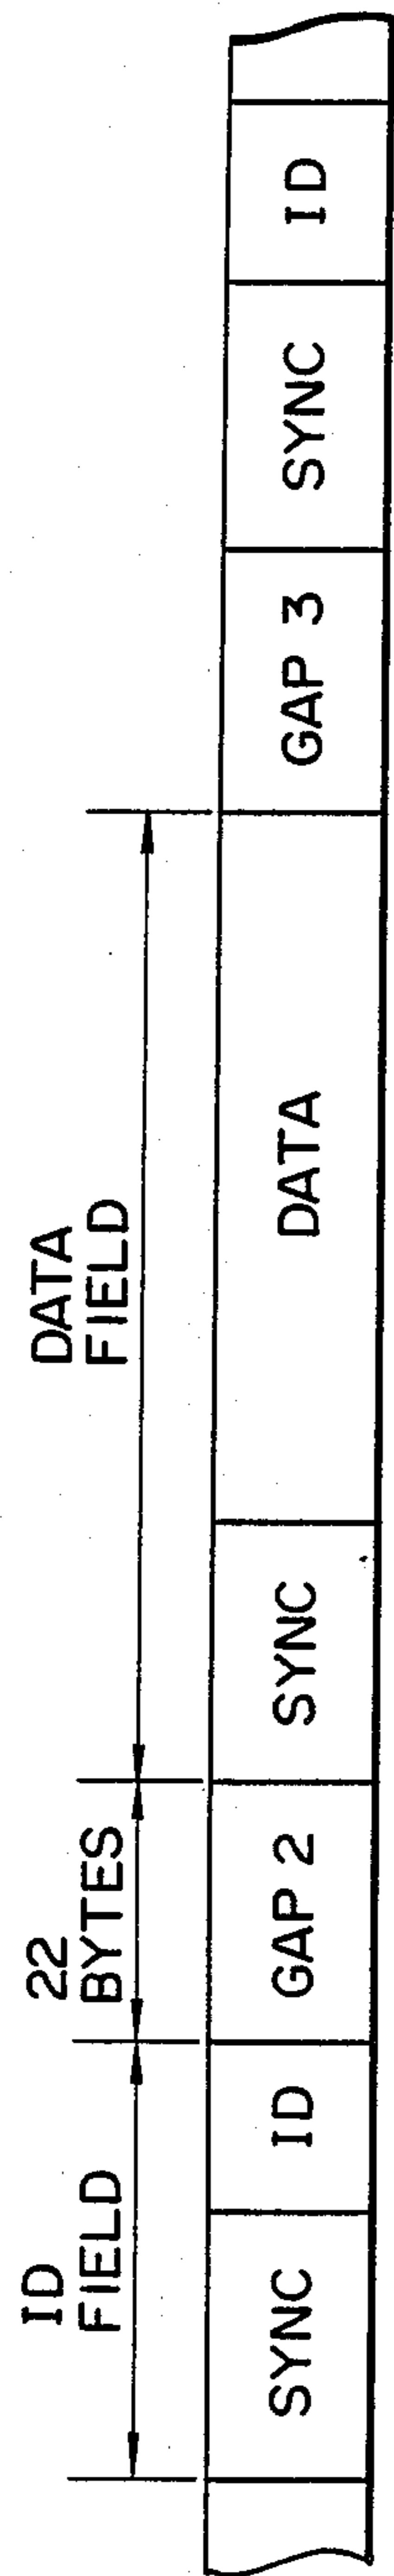 ID
FIELD
22
BYTES
DATA
FIELD
SYNC
ID
GAP 2
SYNC
DATA
GAP 3
SYNC
ID